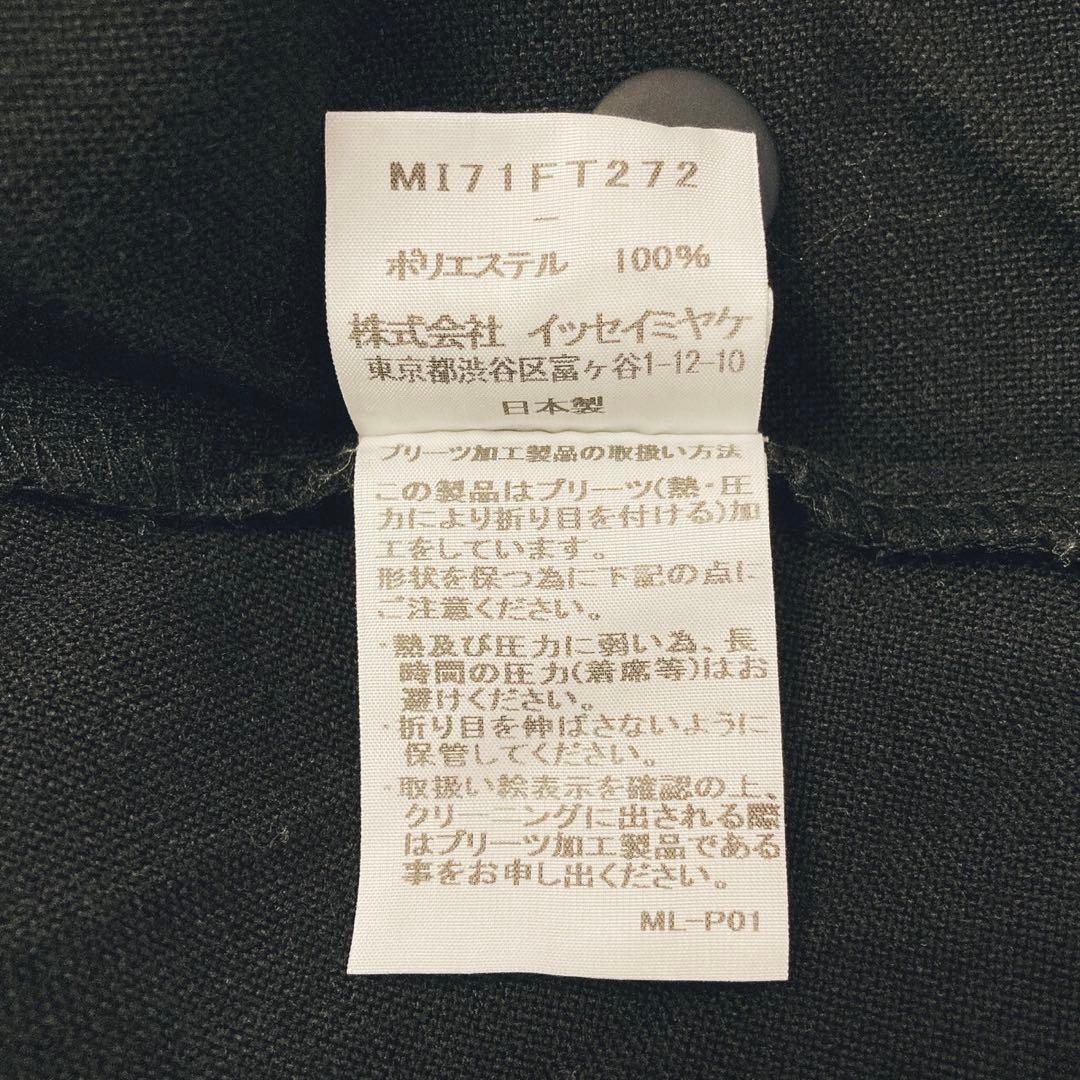 MI71FT272
—
ポリエステル 100%
株式会社 イッセイミヤケ
東京都渋谷区富ヶ谷1-12-10
日本製
プリーツ加工製品の取扱い方法
この製品はプリーツ(熱・圧
力により折り目を付ける)加
工をしています。
形状を保つ為に下記の点に
ご注意ください。
・熱及び圧力に弱い為、長
時間の圧力(着席等)はお
避けください。
・折り目を伸ばさないように
保管してください。
・取扱い絵表示を確認の上、
クリーニングに出される際
はプリーツ加工製品である
事をお申し出ください。
ML-P01